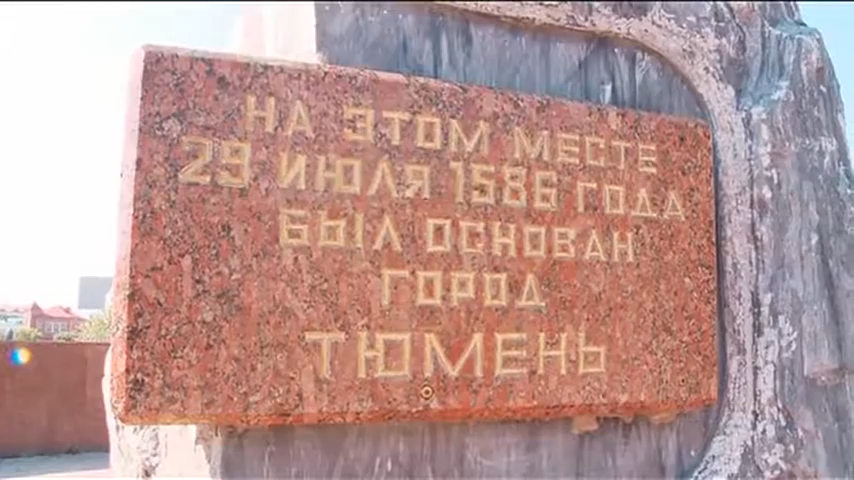 НА ЭТОМ МЕСТЕ
29 ИЮЛЯ 1586 ГОДА
БЫЛ ОСНОВАН
ГОРОД
ТЮМЕНЬ